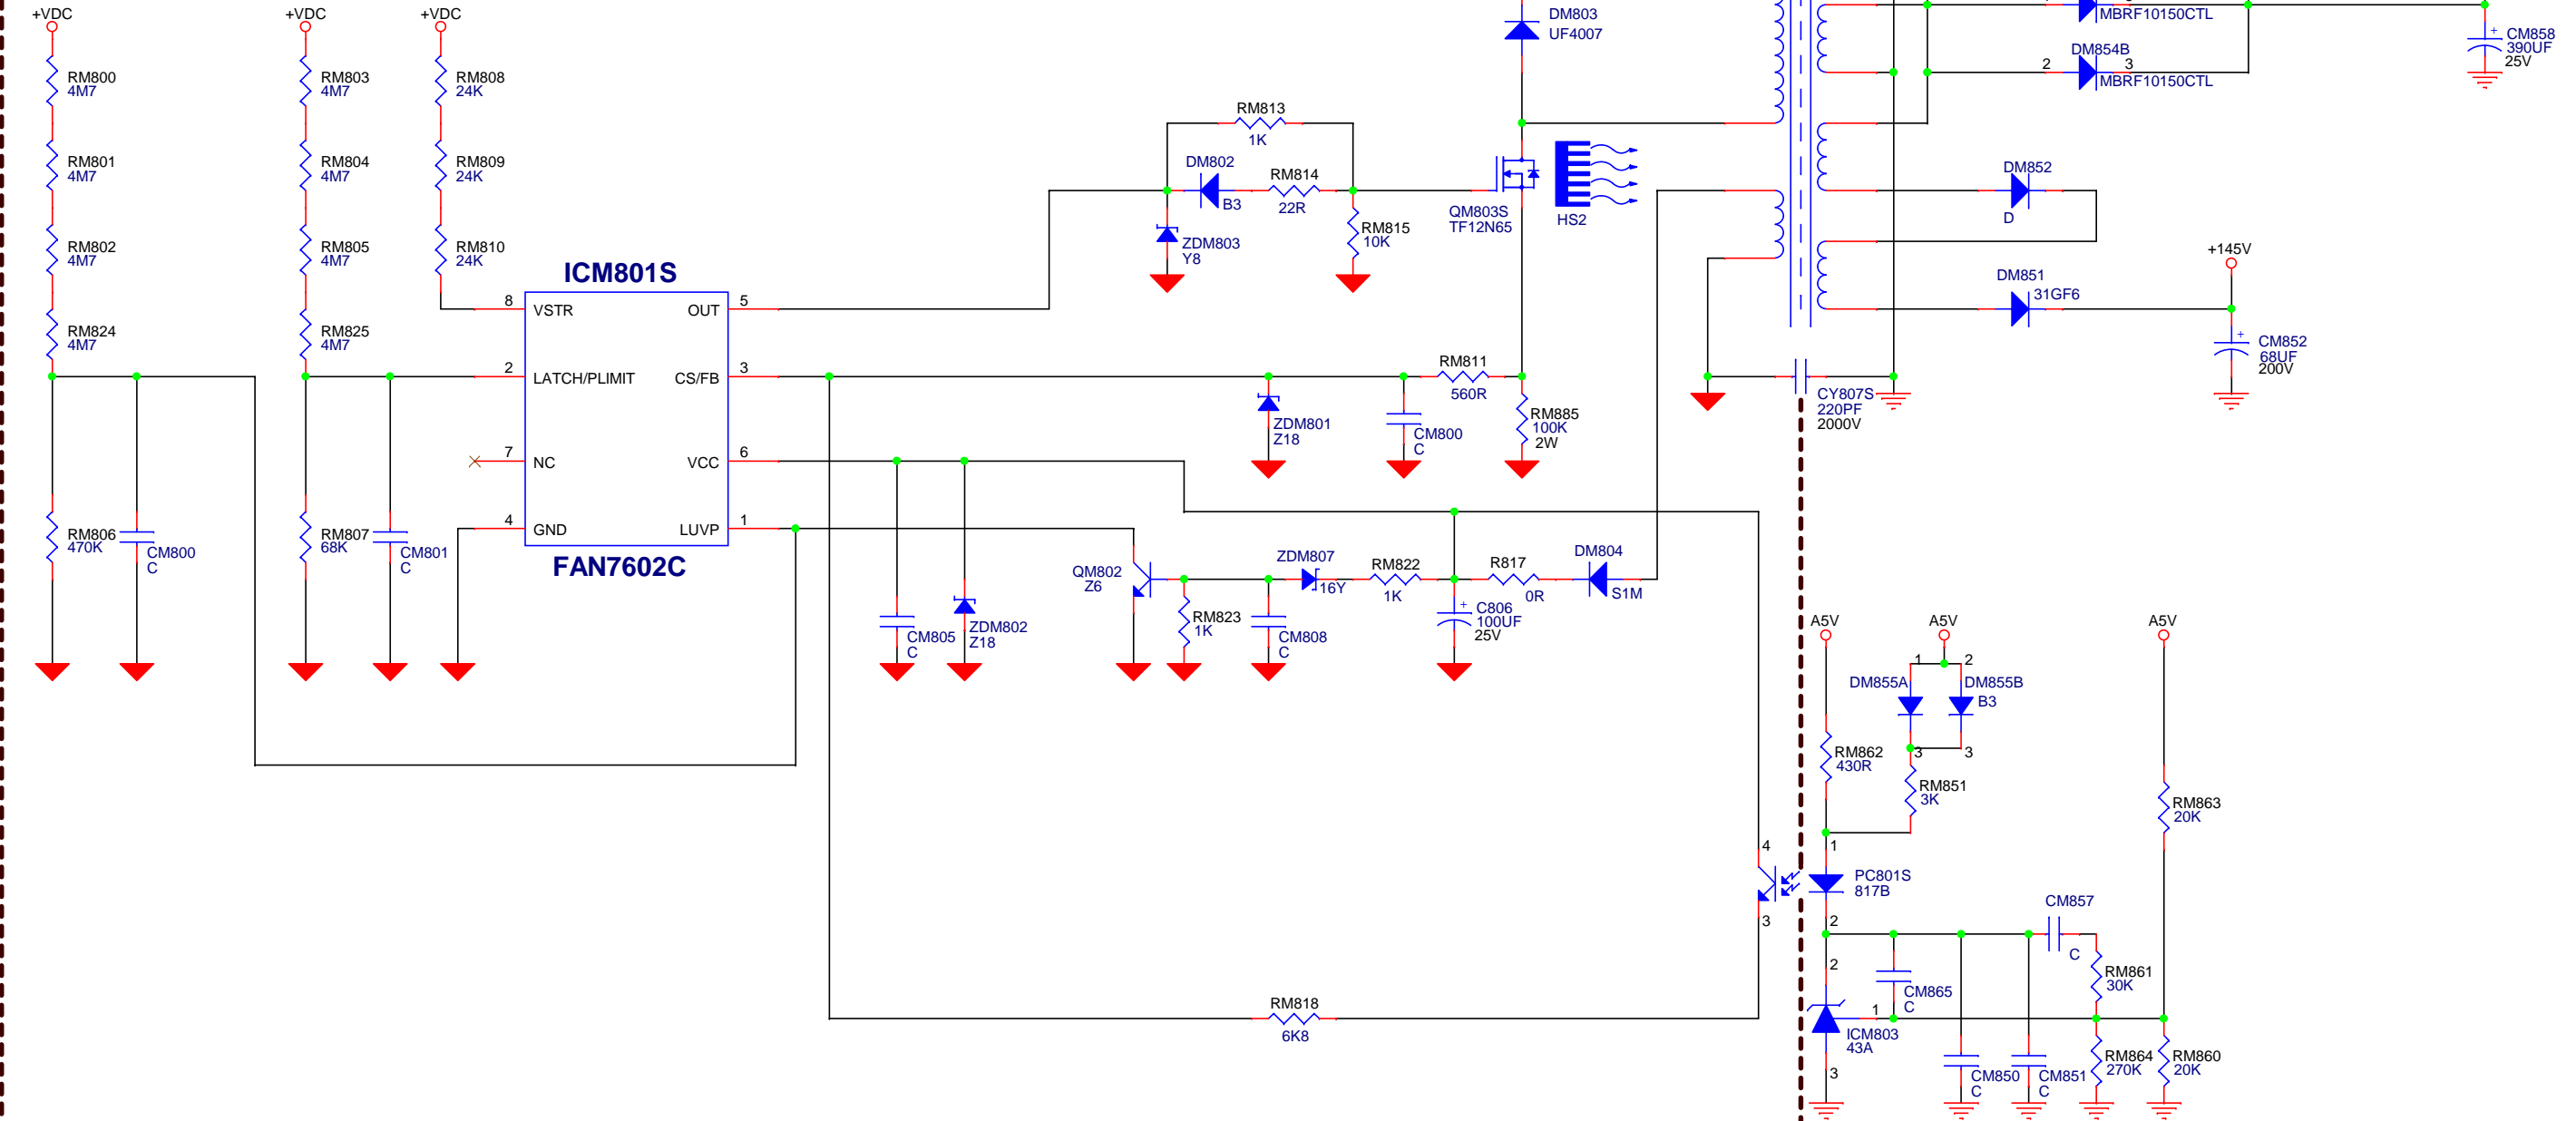 +VDC
RM800
4M7
RM801
4M7
RM802
4M7
RM824
4M7
RM806
470K
CM800
C
+VDC
RM803
4M7
RM804
4M7
RM805
4M7
RM825
4M7
RM807
68K
CM801
C
+VDC
RM808
24K
RM809
24K
RM810
24K
ICM801S
8
VSTR
OUT
5
2
LATCH/PLIMIT
CS/FB
3
7
NC
VCC
6
4
GND
LUVP
1
FAN7602C
RM813
1K
DM802
B3
RM814
22R
ZDM803
Y8
RM815
10K
DM803
UF4007
QM803S
TF12N65
HS2
RM811
560R
ZDM801
Z18
CM800
C
RM885
100K
2W
CM805
C
ZDM802
Z18
QM802
Z6
RM823
1K
CM808
C
ZDM807
16Y
RM822
1K
R817
0R
DM804
S1M
+
C806
100UF
25V
RM818
6K8
MBRF10150CTL
DM854B
2
3
MBRF10150CTL
+
CM858
390UF
25V
DM852
D
DM851
31GF6
+145V
+
CM852
68UF
200V
CY807S
220PF
2000V
A5V
A5V
A5V
1
2
DM855A
DM855B
B3
3
3
RM862
430R
RM851
3K
RM863
20K
4
3
1
PC801S
817B
2
CM857
C
2
CM865
C
RM861
30K
1
ICM803
43A
3
CM850
C
CM851
C
RM864
270K
RM860
20K